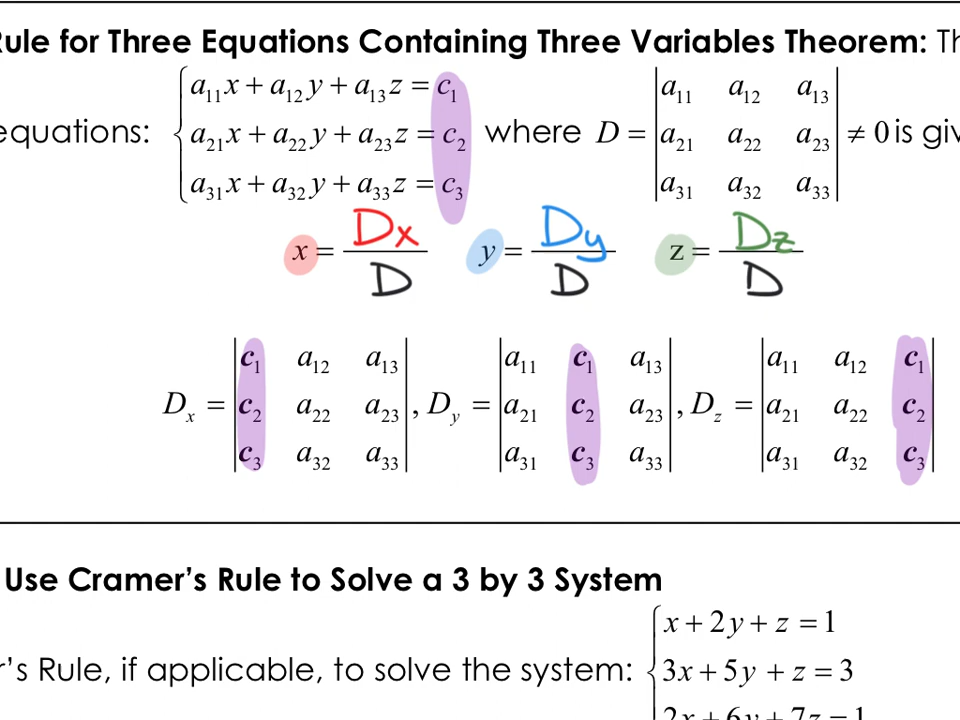 Rule for Three Equations Containing Three Variables Theorem: Th
a₁₁x + a₁₂y + a₁₃z = c₁
equations: a₂₁x + a₂₂y + a₂₃z = c₂ where D = | a₁₁ a₁₂ a₁₃ | a₂₁ a₂₂ a₂₃ | a₃₁ a₃₂ a₃₃ | ≠ 0 is giv
a₃₁x + a₃₂y + a₃₃z = c₃
x = Dx / D y = Dy / D z = Dz / D
Dₓ = | c₁ a₁₂ a₁₃ | c₂ a₂₂ a₂₃ | c₃ a₃₂ a₃₃ |, D_y = | a₁₁ c₁ a₁₃ | a₂₁ c₂ a₂₃ | a₃₁ c₃ a₃₃ |, D_z = | a₁₁ a₁₂ c₁ | a₂₁ a₂₂ c₂ | a₃₁ a₃₂ c₃ |
Use Cramer's Rule to Solve a 3 by 3 System
x + 2y + z = 1
r's Rule, if applicable, to solve the system: 3x + 5y + z = 3
2x + 6y + 7z = 1